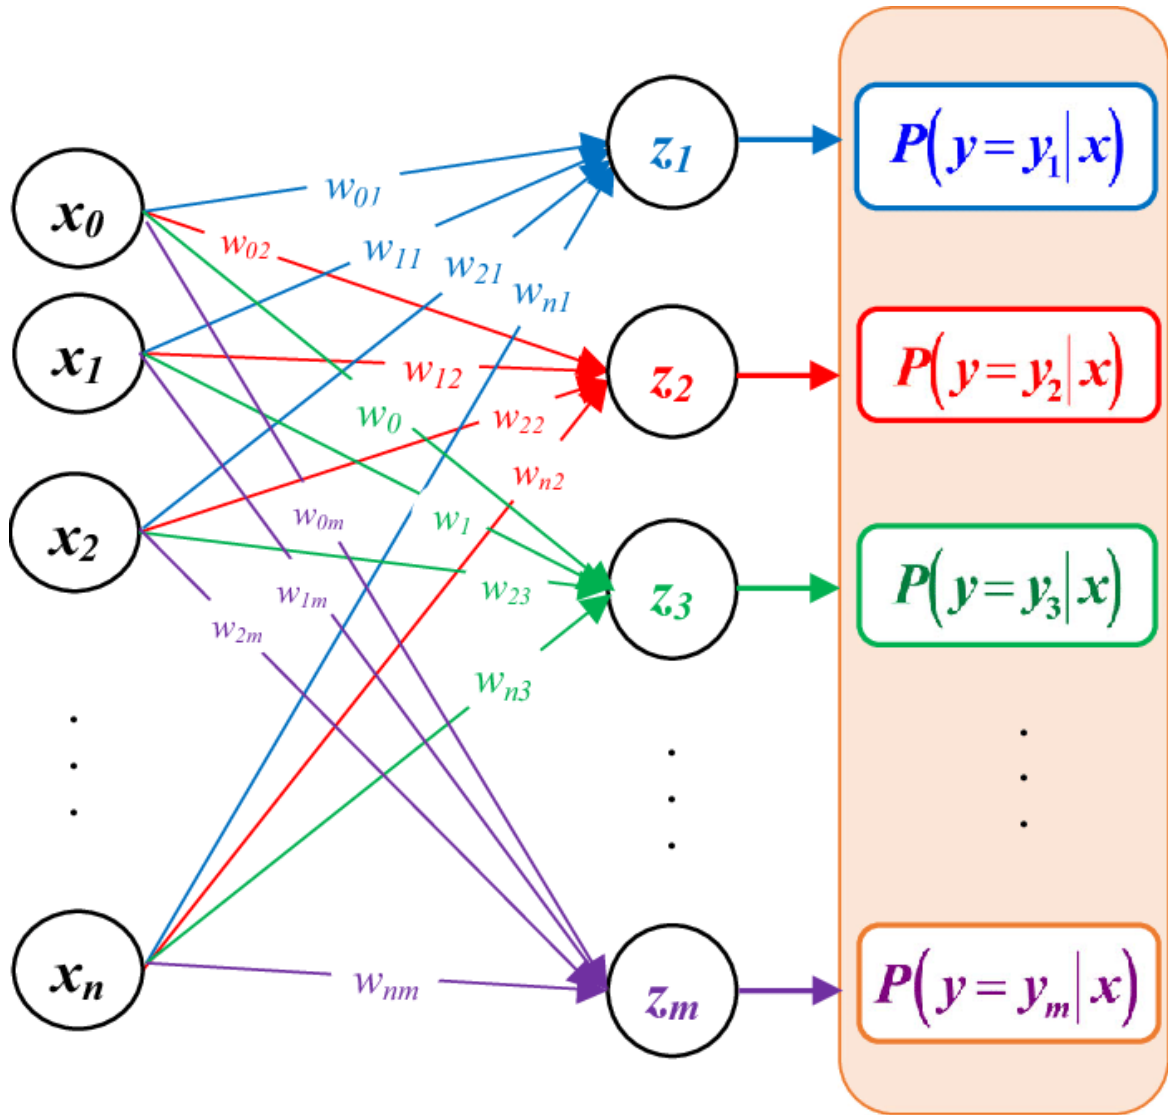 x0
x1
x2
xn
w01
w02
w11
w21
wn1
w12
w0
w22
wn2
w0m
w1
w1m
w23
w2m
wn3
wnm
z1
z2
z3
zm
P(y = y1|x)
P(y = y2|x)
P(y = y3|x)
P(y = ym|x)